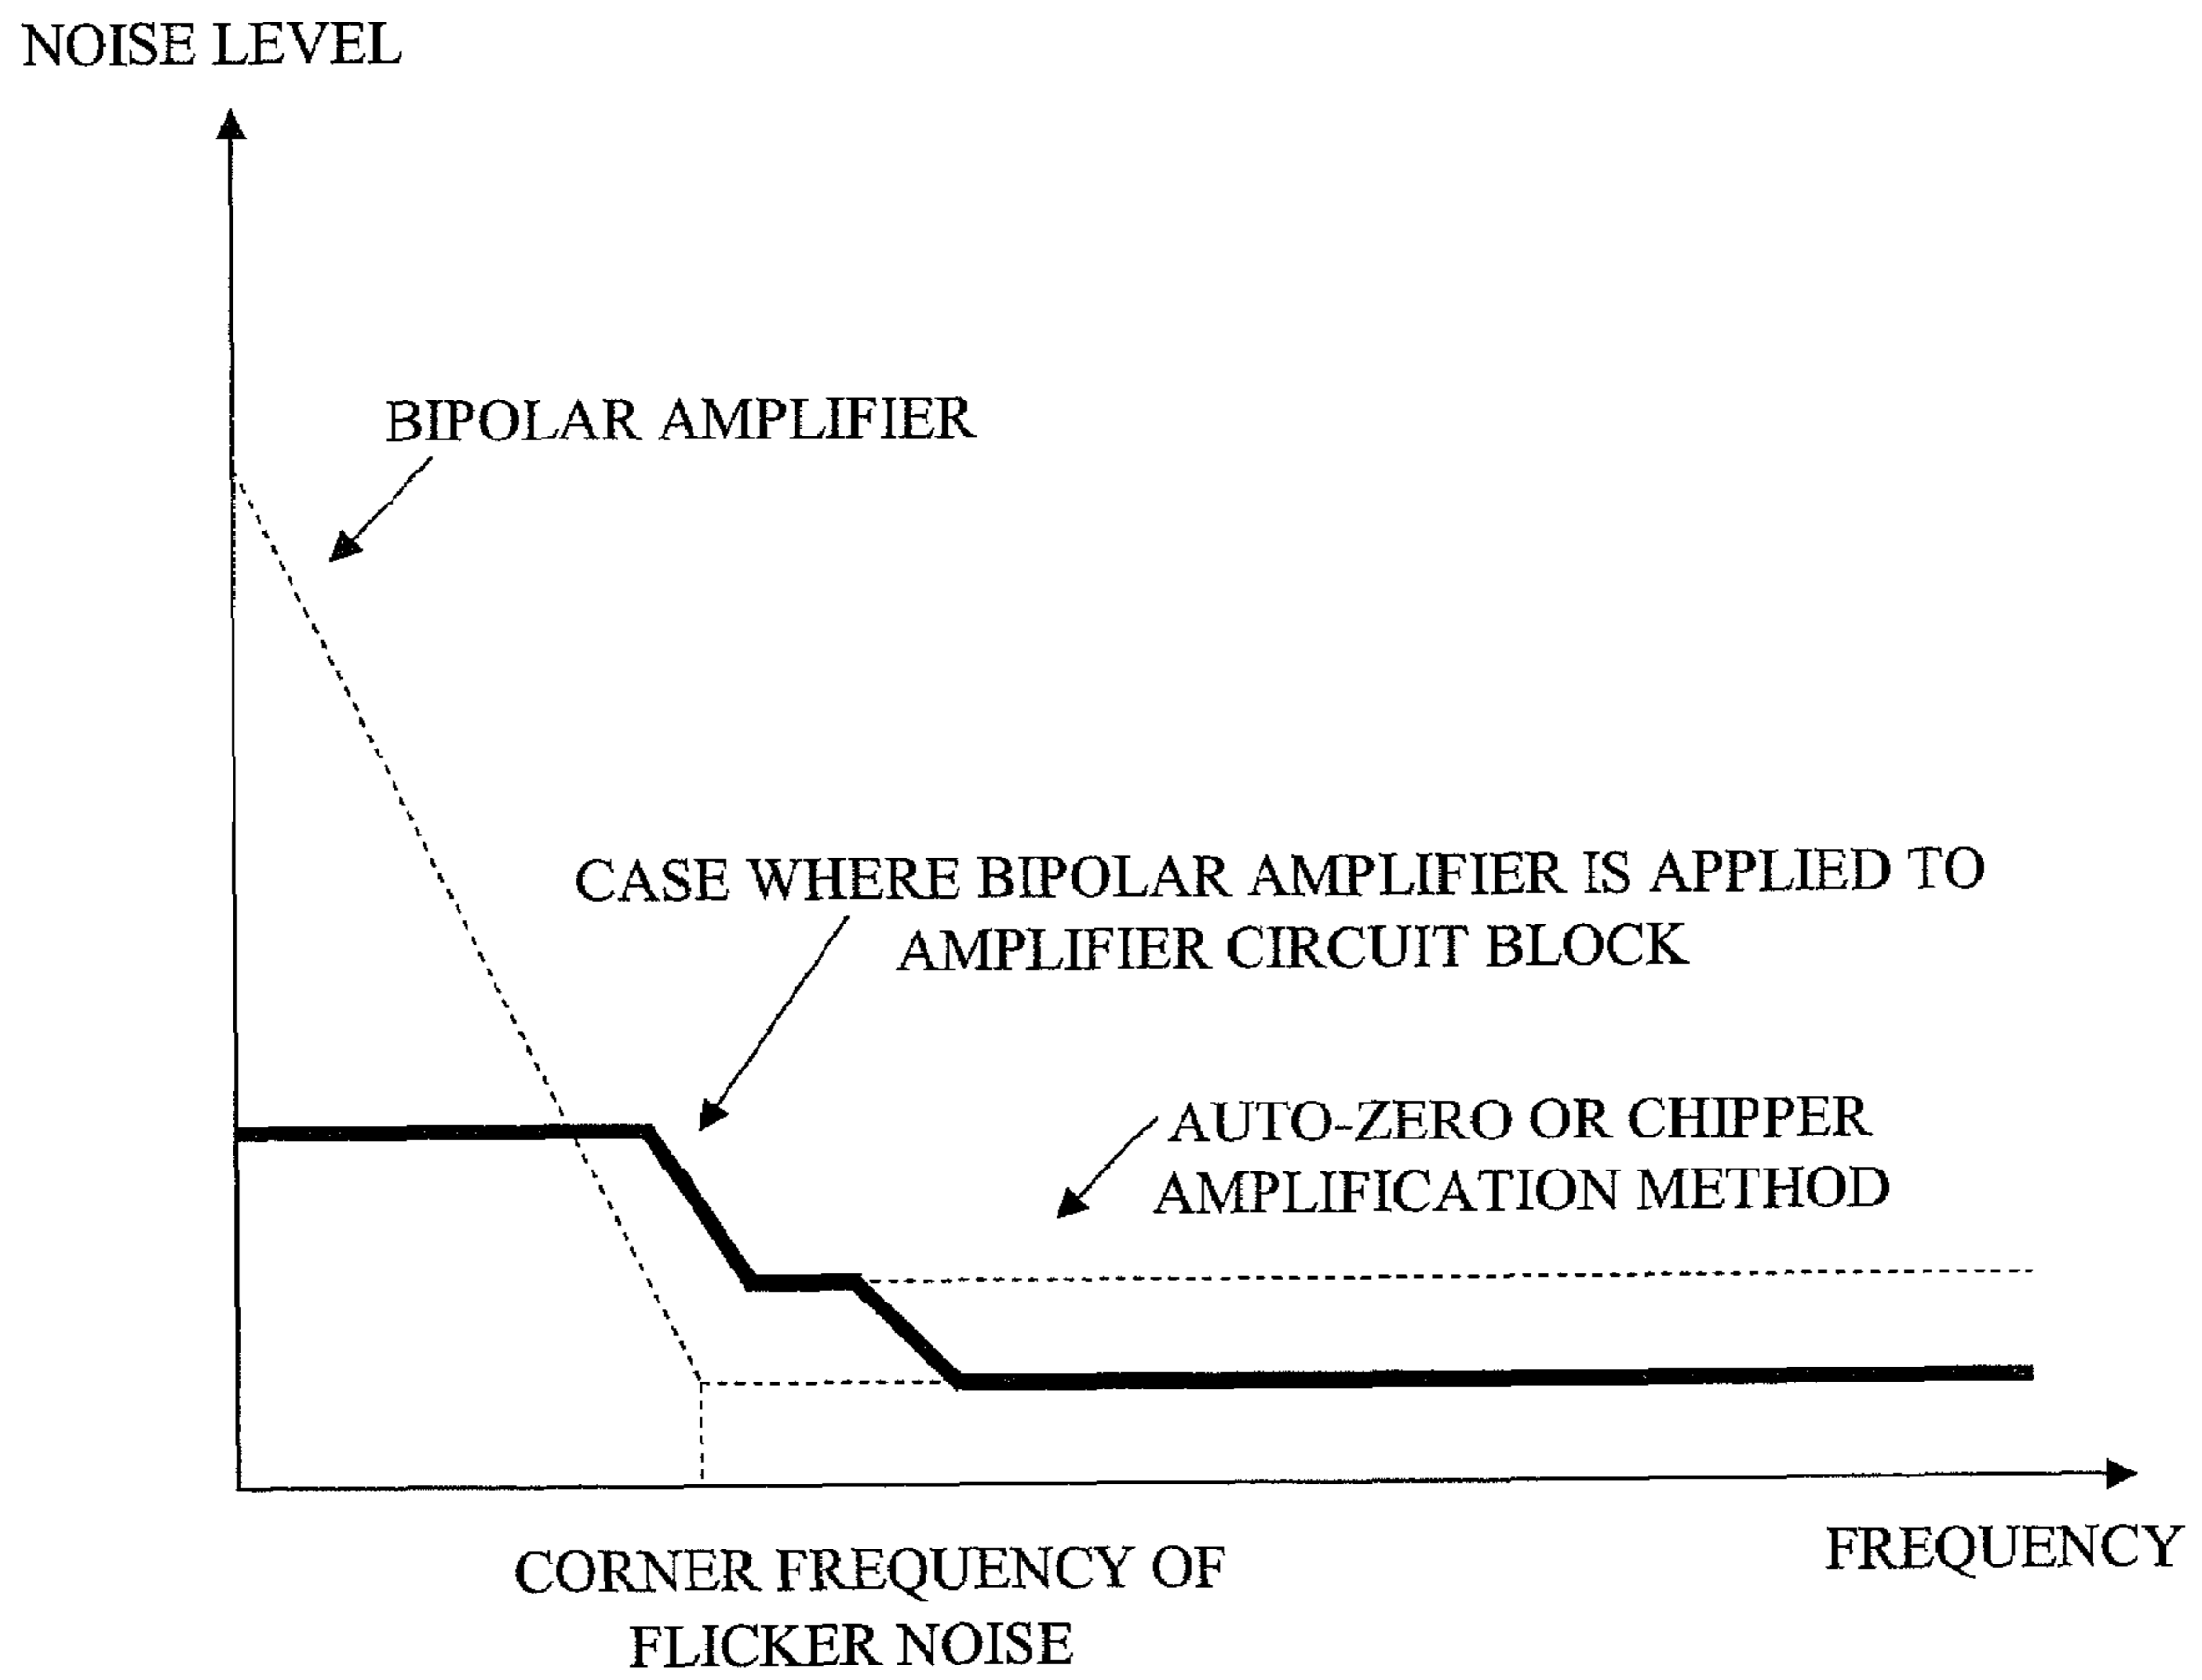 NOISE LEVEL
BIPOLAR AMPLIFIER
CASE WHERE BIPOLAR AMPLIFIER IS APPLIED TO
AMPLIFIER CIRCUIT BLOCK
AUTO-ZERO OR CHIPPER
AMPLIFICATION METHOD
FREQUENCY
CORNER FREQUENCY OF
FLICKER NOISE